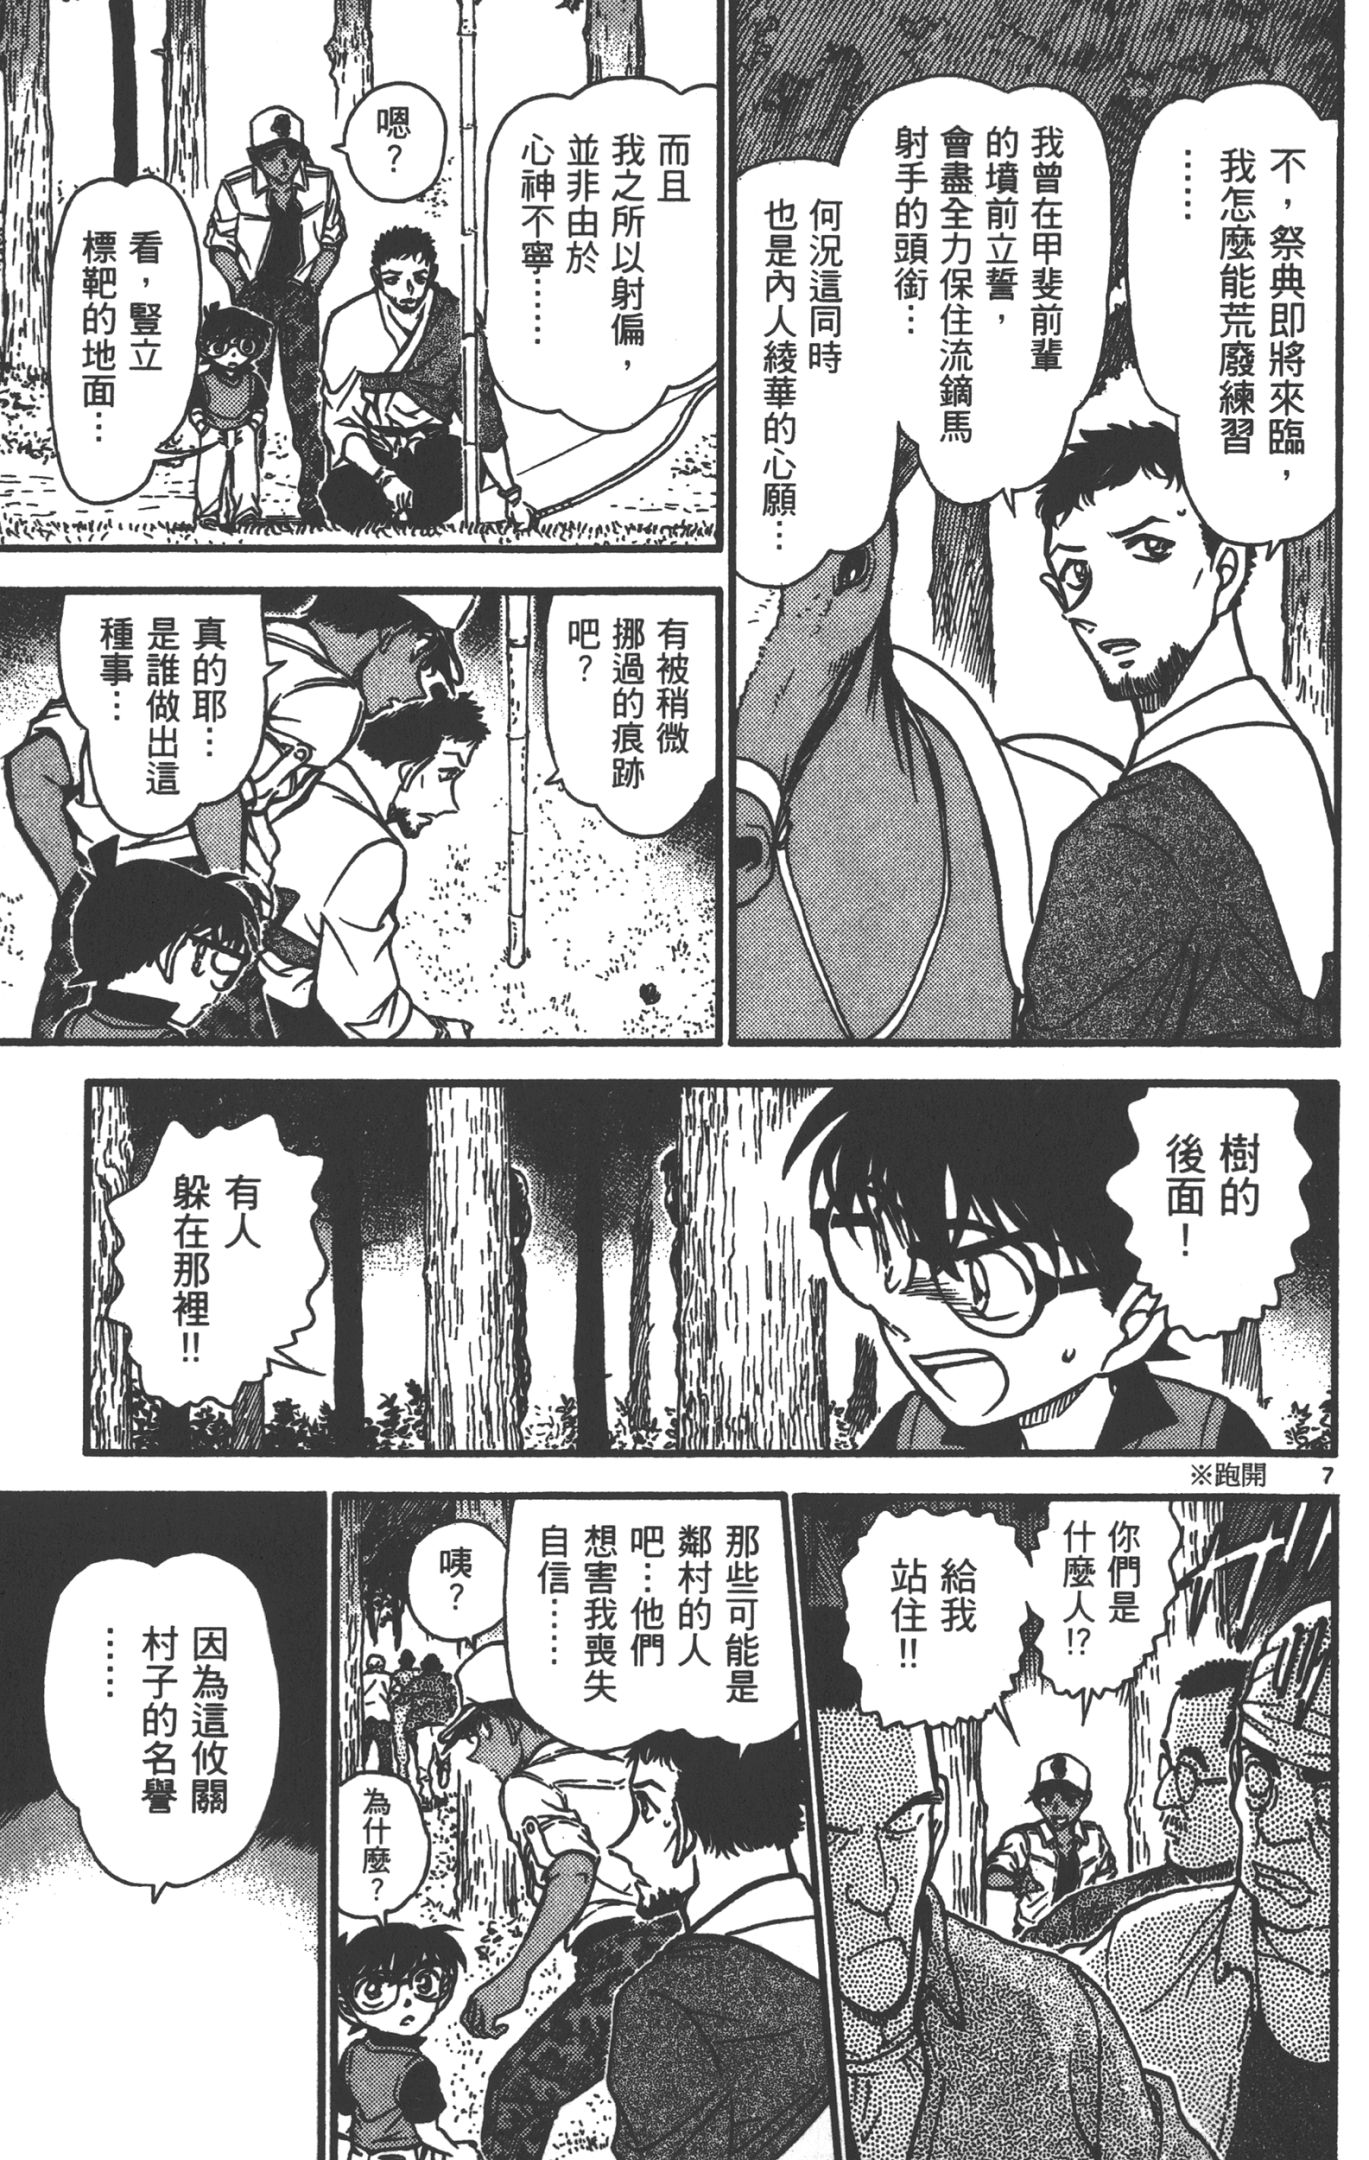 不，祭典即將來臨，
我怎麼能荒廢練習
……
我曾在甲斐前輩
的墳前立誓，
會盡全力保住流鏑馬
射手的頭銜…
何況這同時
也是內人綾華的心願…
而且
我之所以射偏，
並非由於
心神不寧……
嗯？
看，豎立
標靶的地面…
有被稍微
挪過的痕跡
吧？
真的耶…
是誰做出這
種事…
樹的
後面！
有人
躲在那裡!!
※跑開
7
你們是
什麼人!?
給我
站住!!
那些可能是
鄰村的人
吧…他們
想害我喪失
自信……
咦？
為什麼？
因為這攸關
村子的名譽
……